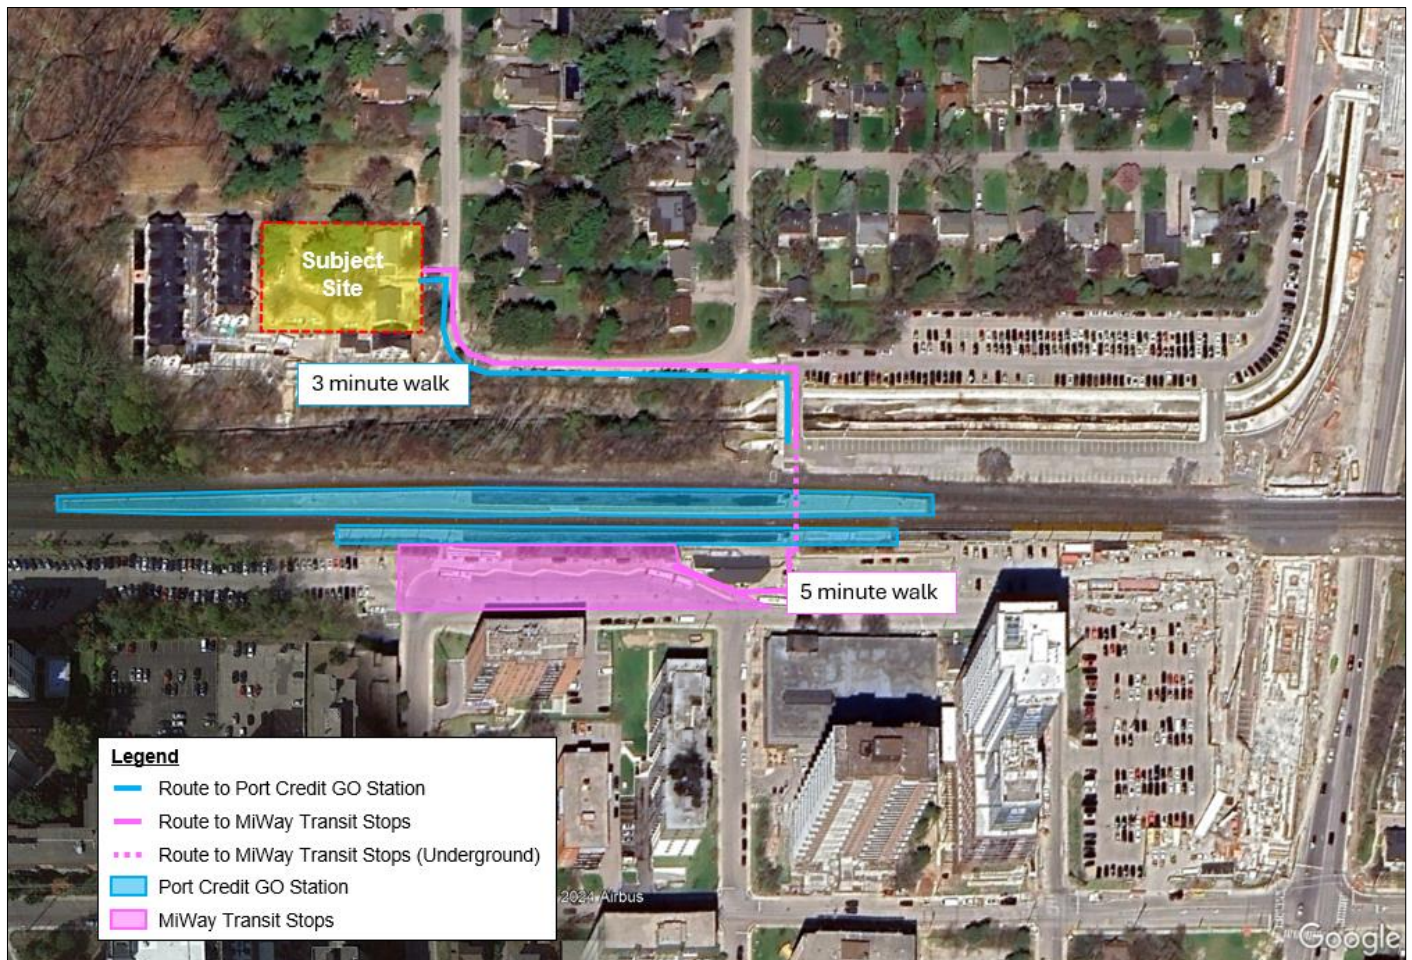 Subject
Site
3 minute walk
5 minute walk
Legend
Route to Port Credit GO Station
Route to MiWay Transit Stops
Route to MiWay Transit Stops (Underground)
Port Credit GO Station
MiWay Transit Stops
2024 Airbus
Google